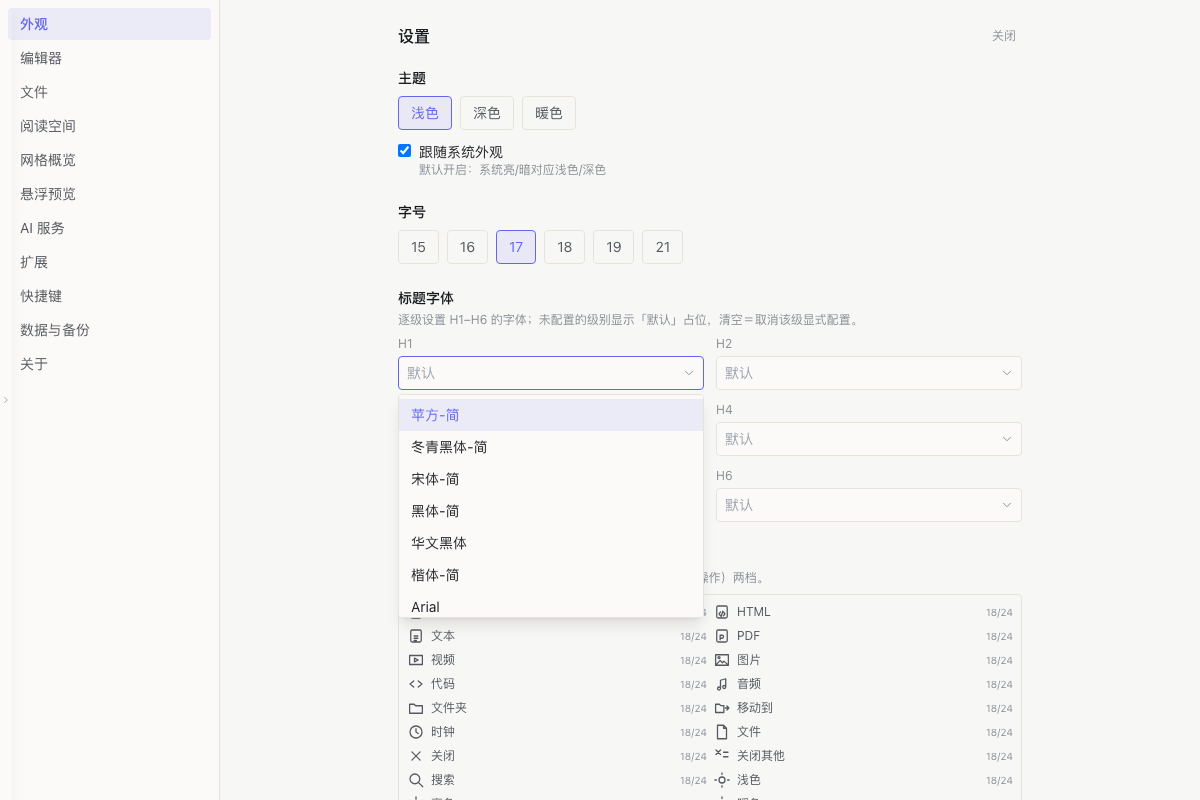 外观
编辑器
文件
阅读空间
网格概览
悬浮预览
AI 服务
扩展
快捷键
数据与备份
关于
设置
关闭
主题
浅色
深色
暖色
跟随系统外观
默认开启：系统亮/暗对应浅色/深色
字号
15 16 17 18 19 21
标题字体
逐级设置 H1–H6 的字体；未配置的级别显示「默认」占位，清空＝取消该级显式配置。
H1
默认
H2
默认
苹方-简
冬青黑体-简
宋体-简
黑体-简
华文黑体
楷体-简
Arial
H4
默认
H6
默认
作）两档。
HTML 18/24
文本 18/24
PDF 18/24
视频 18/24
图片 18/24
代码 18/24
音频 18/24
文件夹 18/24
移动到 18/24
时钟 18/24
文件 18/24
关闭 18/24
关闭其他 18/24
搜索 18/24
浅色 18/24